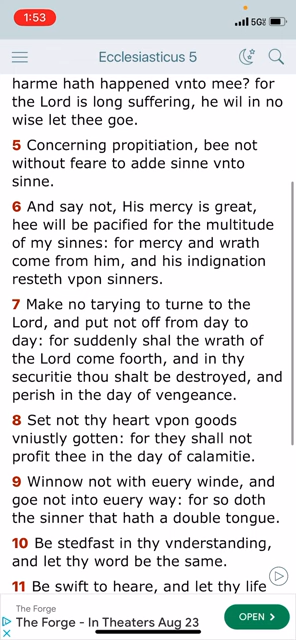 1:53
5G
Ecclesiasticus 5
harme hath happened vnto mee? for
the Lord is long suffering, he wil in no
wise let thee goe.
5 Concerning propitiation, bee not
without feare to adde sinne vnto
sinne.
6 And say not, His mercy is great,
hee will be pacified for the multitude
of my sinnes: for mercy and wrath
come from him, and his indignation
resteth vpon sinners.
7 Make no tarying to turne to the
Lord, and put not off from day to
day: for suddenly shal the wrath of
the Lord come foorth, and in thy
securitie thou shalt be destroyed, and
perish in the day of vengeance.
8 Set not thy heart vpon goods
vniustly gotten: for they shall not
profit thee in the day of calamitie.
9 Winnow not with euery winde, and
goe not into euery way: for so doth
the sinner that hath a double tongue.
10 Be stedfast in thy vnderstanding,
and let thy word be the same.
11 Be swift to heare, and let thy life
The Forge
The Forge - In Theaters Aug 23
OPEN >